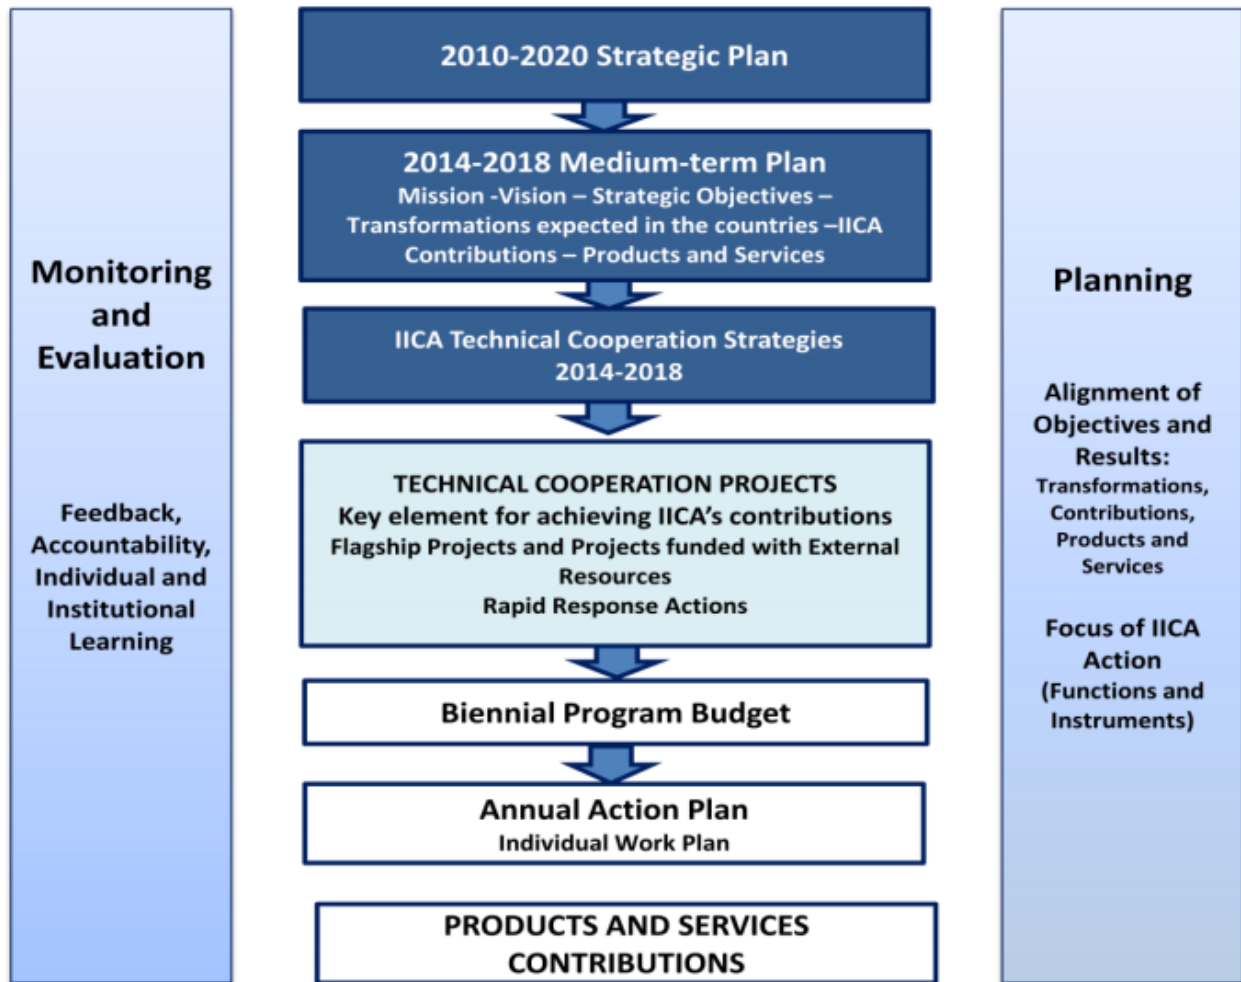 Monitoring
and
Evaluation
Feedback,
Accountability,
Individual and
Institutional
Learning
2010-2020 Strategic Plan
2014-2018 Medium-term Plan
Mission -Vision – Strategic Objectives –
Transformations expected in the countries –IICA
Contributions – Products and Services
IICA Technical Cooperation Strategies
2014-2018
TECHNICAL COOPERATION PROJECTS
Key element for achieving IICA's contributions
Flagship Projects and Projects funded with External
Resources
Rapid Response Actions
Biennial Program Budget
Annual Action Plan
Individual Work Plan
PRODUCTS AND SERVICES
CONTRIBUTIONS
Planning
Alignment of
Objectives and
Results:
Transformations,
Contributions,
Products and
Services
Focus of IICA
Action
(Functions and
Instruments)